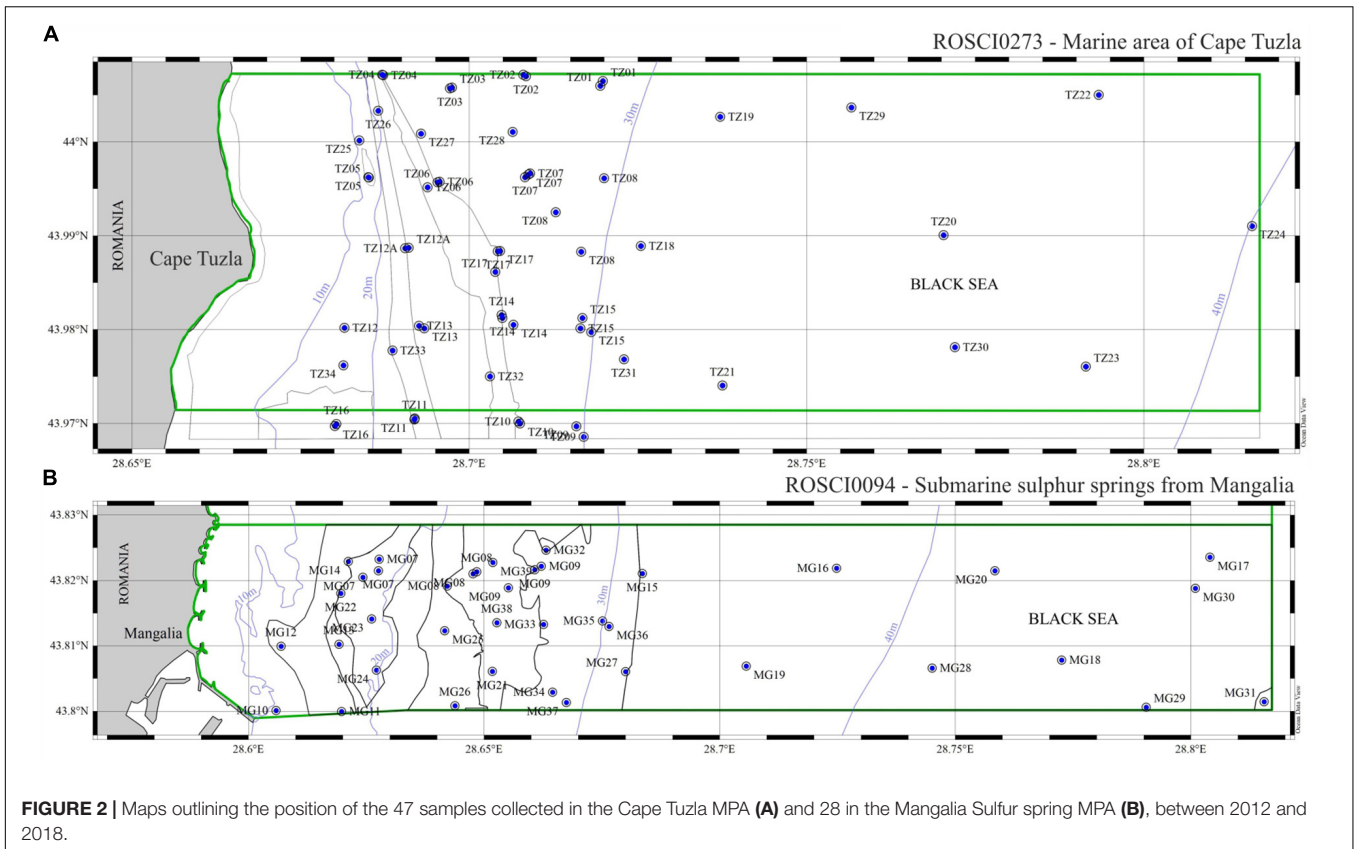 A
ROSCI0273 - Marine area of Cape Tuzla
TZ04 TZ04 TZ03 TZ02 TZ01 TZ01
TZ03 TZ02 TZ22
TZ26 30m TZ19 TZ29
44°N TZ25 TZ27 TZ28
TZ05 TZ06 TZ06 TZ07 TZ08
TZ05 TZ06 TZ07 TZ07
ROMANIA TZ08
43.99°N TZ12A TZ12A TZ18 TZ20 TZ24
Cape Tuzla TZ17 TZ17 TZ17 TZ08
10m 20m BLACK SEA
TZ14 TZ15 40m
43.98°N TZ12 TZ13 TZ14 TZ14 TZ15
TZ13 TZ15
TZ33 TZ30
TZ34 TZ32 TZ31 TZ21 TZ23
TZ16 TZ11
43.97°N TZ16 TZ11 TZ10 TZ10 TZ09 TZ09
Ocean Data View
28.65°E 28.7°E 28.75°E 28.8°E
B
ROSCI0094 - Submarine sulphur springs from Mangalia
43.83°N
MG14 MG07 MG08 MG32
43.82°N MG07 MG07 MG08 MG08 MG39 MG09 MG15 MG16 MG20 MG17
ROMANIA 10m MG22 MG09 MG09 30m MG30
MG38
Mangalia MG12 MG23 MG25 MG33 MG35 MG36 40m BLACK SEA
43.81°N 20m
MG24 MG21 MG27 MG19 MG28 MG18
MG26 MG34 MG31
43.8°N MG10 MG11 MG37 MG29
Ocean Data View
28.6°E 28.65°E 28.7°E 28.75°E 28.8°E
FIGURE 2 | Maps outlining the position of the 47 samples collected in the Cape Tuzla MPA (A) and 28 in the Mangalia Sulfur spring MPA (B), between 2012 and
2018.